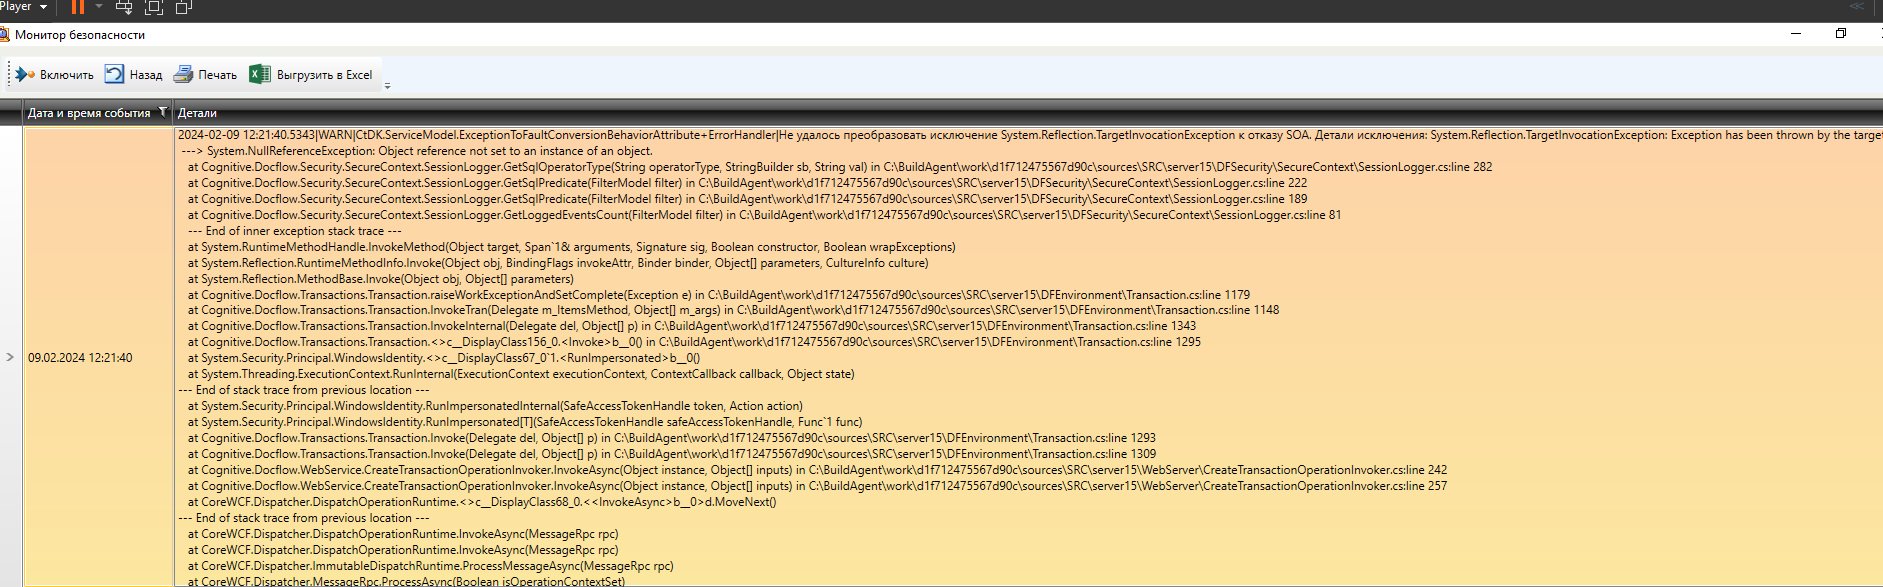 Player
Монитор безопасности
Включить Назад Печать Выгрузить в Excel
Дата и время события Детали
2024-02-09 12:21:40.5343|WARN|CtDK.ServiceModel.ExceptionToFaultConversionBehaviorAttribute+ErrorHandler|Не удалось преобразовать исключение System.Reflection.TargetInvocationException к отказу SOA. Детали исключения: System.Reflection.TargetInvocationException: Exception has been thrown by the target
---> System.NullReferenceException: Object reference not set to an instance of an object.
at Cognitive.Docflow.Security.SecureContext.SessionLogger.GetSqlOperatorType(String operatorType, StringBuilder sb, String val) in C:\BuildAgent\work\d1f712475567d90c\sources\SRC\server15\DFSecurity\SecureContext\SessionLogger.cs:line 282
at Cognitive.Docflow.Security.SecureContext.SessionLogger.GetSqlPredicate(FilterModel filter) in C:\BuildAgent\work\d1f712475567d90c\sources\SRC\server15\DFSecurity\SecureContext\SessionLogger.cs:line 222
at Cognitive.Docflow.Security.SecureContext.SessionLogger.GetSqlPredicate(FilterModel filter) in C:\BuildAgent\work\d1f712475567d90c\sources\SRC\server15\DFSecurity\SecureContext\SessionLogger.cs:line 189
at Cognitive.Docflow.Security.SecureContext.SessionLogger.GetLoggedEventsCount(FilterModel filter) in C:\BuildAgent\work\d1f712475567d90c\sources\SRC\server15\DFSecurity\SecureContext\SessionLogger.cs:line 81
--- End of inner exception stack trace ---
at System.RuntimeMethodHandle.InvokeMethod(Object target, Span`1& arguments, Signature sig, Boolean constructor, Boolean wrapExceptions)
at System.Reflection.RuntimeMethodInfo.Invoke(Object obj, BindingFlags invokeAttr, Binder binder, Object[] parameters, CultureInfo culture)
at System.Reflection.MethodBase.Invoke(Object obj, Object[] parameters)
at Cognitive.Docflow.Transactions.Transaction.raiseWorkExceptionAndSetComplete(Exception e) in C:\BuildAgent\work\d1f712475567d90c\sources\SRC\server15\DFEnvironment\Transaction.cs:line 1179
at Cognitive.Docflow.Transactions.Transaction.InvokeTran(Delegate m_ItemsMethod, Object[] m_args) in C:\BuildAgent\work\d1f712475567d90c\sources\SRC\server15\DFEnvironment\Transaction.cs:line 1148
at Cognitive.Docflow.Transactions.Transaction.InvokeInternal(Delegate del, Object[] p) in C:\BuildAgent\work\d1f712475567d90c\sources\SRC\server15\DFEnvironment\Transaction.cs:line 1343
at Cognitive.Docflow.Transactions.Transaction.<>c__DisplayClass156_0.<Invoke>b__0() in C:\BuildAgent\work\d1f712475567d90c\sources\SRC\server15\DFEnvironment\Transaction.cs:line 1295
09.02.2024 12:21:40 at System.Security.Principal.WindowsIdentity.<>c__DisplayClass67_0`1.<RunImpersonated>b__0()
at System.Threading.ExecutionContext.RunInternal(ExecutionContext executionContext, ContextCallback callback, Object state)
--- End of stack trace from previous location ---
at System.Security.Principal.WindowsIdentity.RunImpersonatedInternal(SafeAccessTokenHandle token, Action action)
at System.Security.Principal.WindowsIdentity.RunImpersonated[T](SafeAccessTokenHandle safeAccessTokenHandle, Func`1 func)
at Cognitive.Docflow.Transactions.Transaction.Invoke(Delegate del, Object[] p) in C:\BuildAgent\work\d1f712475567d90c\sources\SRC\server15\DFEnvironment\Transaction.cs:line 1293
at Cognitive.Docflow.Transactions.Transaction.Invoke(Delegate del, Object[] p) in C:\BuildAgent\work\d1f712475567d90c\sources\SRC\server15\DFEnvironment\Transaction.cs:line 1309
at Cognitive.Docflow.WebService.CreateTransactionOperationInvoker.InvokeAsync(Object instance, Object[] inputs) in C:\BuildAgent\work\d1f712475567d90c\sources\SRC\server15\WebServer\CreateTransactionOperationInvoker.cs:line 242
at Cognitive.Docflow.WebService.CreateTransactionOperationInvoker.InvokeAsync(Object instance, Object[] inputs) in C:\BuildAgent\work\d1f712475567d90c\sources\SRC\server15\WebServer\CreateTransactionOperationInvoker.cs:line 257
at CoreWCF.Dispatcher.DispatchOperationRuntime.<>c__DisplayClass68_0.<<InvokeAsync>b__0>d.MoveNext()
--- End of stack trace from previous location ---
at CoreWCF.Dispatcher.DispatchOperationRuntime.InvokeAsync(MessageRpc rpc)
at CoreWCF.Dispatcher.DispatchOperationRuntime.InvokeAsync(MessageRpc rpc)
at CoreWCF.Dispatcher.ImmutableDispatchRuntime.ProcessMessageAsync(MessageRpc rpc)
at CoreWCF.Dispatcher.MessageRpc.ProcessAsync(Boolean isOperationContextSet)